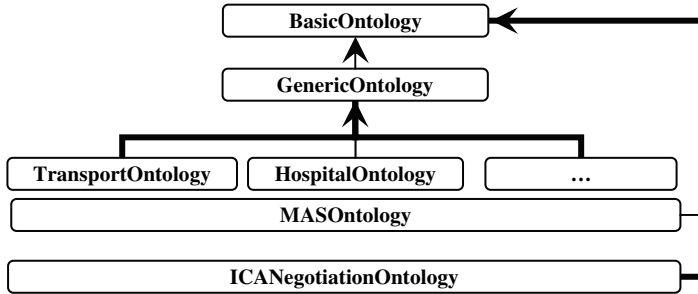 BasicOntology
GenericOntology
TransportOntology HospitalOntology ...
MASOntology
ICANegotiationOntology